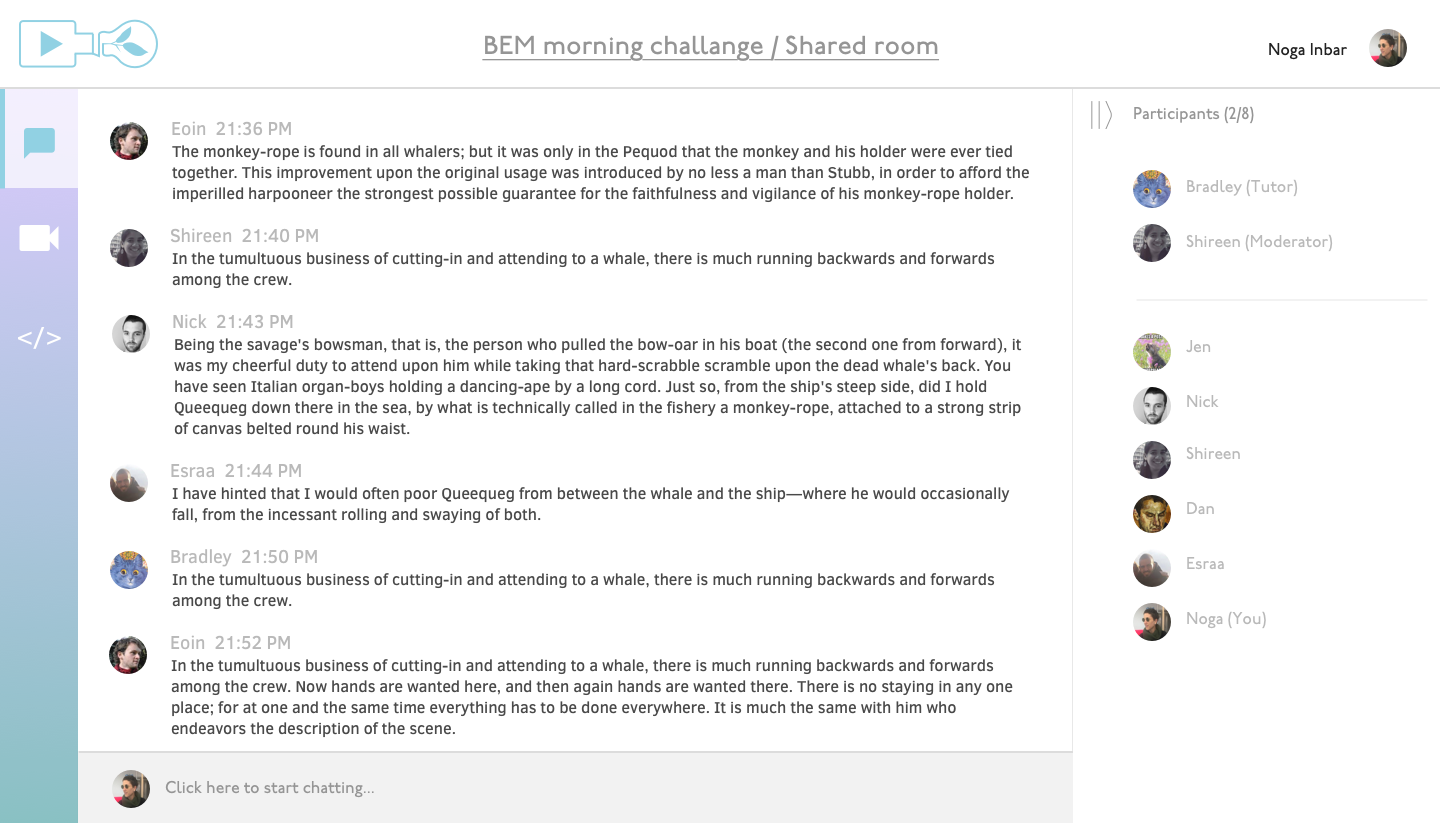 BEM morning challange / Shared room
Noga Inbar
Eoin 21:36 PM
The monkey-rope is found in all whalers; but it was only in the Pequod that the monkey and his holder were ever tied
together. This improvement upon the original usage was introduced by no less a man than Stubb, in order to afford the
imperilled harpooneer the strongest possible guarantee for the faithfulness and vigilance of his monkey-rope holder.
Shireen 21:40 PM
In the tumultuous business of cutting-in and attending to a whale, there is much running backwards and forwards
among the crew.
Nick 21:43 PM
Being the savage's bowsman, that is, the person who pulled the bow-oar in his boat (the second one from forward), it
was my cheerful duty to attend upon him while taking that hard-scrabble scramble upon the dead whale's back. You
have seen Italian organ-boys holding a dancing-ape by a long cord. Just so, from the ship's steep side, did I hold
Queequeg down there in the sea, by what is technically called in the fishery a monkey-rope, attached to a strong strip
of canvas belted round his waist.
Esraa 21:44 PM
I have hinted that I would often poor Queequeg from between the whale and the ship—where he would occasionally
fall, from the incessant rolling and swaying of both.
Bradley 21:50 PM
In the tumultuous business of cutting-in and attending to a whale, there is much running backwards and forwards
among the crew.
Eoin 21:52 PM
In the tumultuous business of cutting-in and attending to a whale, there is much running backwards and forwards
among the crew. Now hands are wanted here, and then again hands are wanted there. There is no staying in any one
place; for at one and the same time everything has to be done everywhere. It is much the same with him who
endeavors the description of the scene.
Click here to start chatting...
</>
Participants (2/8)
Bradley (Tutor)
Shireen (Moderator)
Jen
Nick
Shireen
Dan
Esraa
Noga (You)